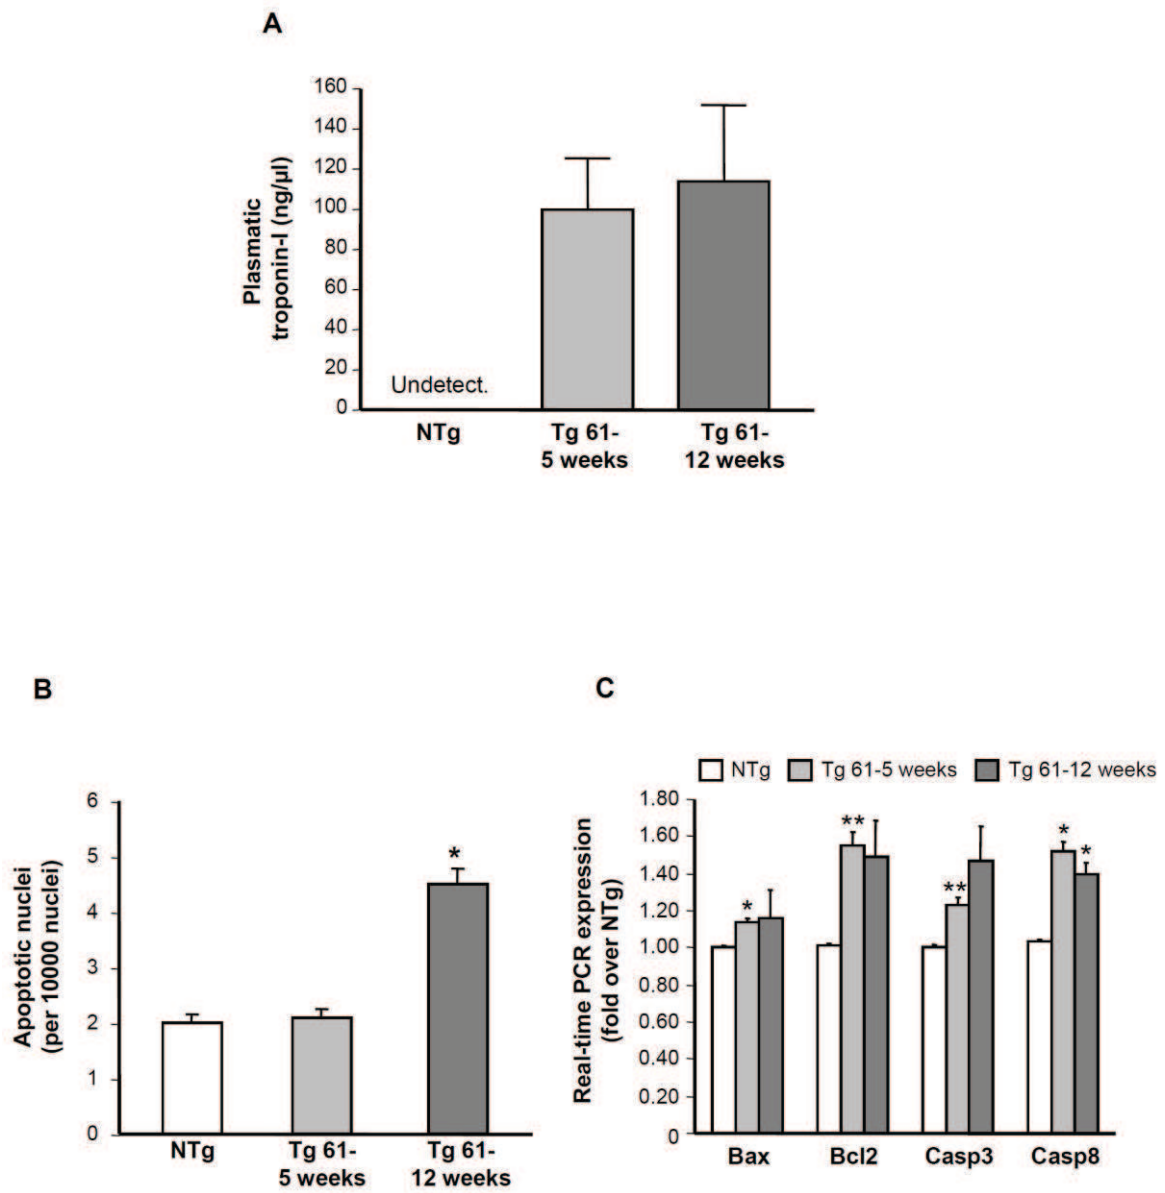 A
Plasmatic
troponin-I (ng/µl)
160
140
120
100
80
60
40
20
0
Undetect.
NTg
Tg 61-
5 weeks
Tg 61-
12 weeks
B
Apoptotic nuclei
(per 10000 nuclei)
6
5
4
3
2
1
0
*
NTg
Tg 61-
5 weeks
Tg 61-
12 weeks
C
NTg Tg 61-5 weeks Tg 61-12 weeks
Real-time PCR expression
(fold over NTg)
1.80
1.60
1.40
1.20
1.00
0.80
0.60
0.40
0.20
0
*
**
**
*
*
Bax Bcl2 Casp3 Casp8